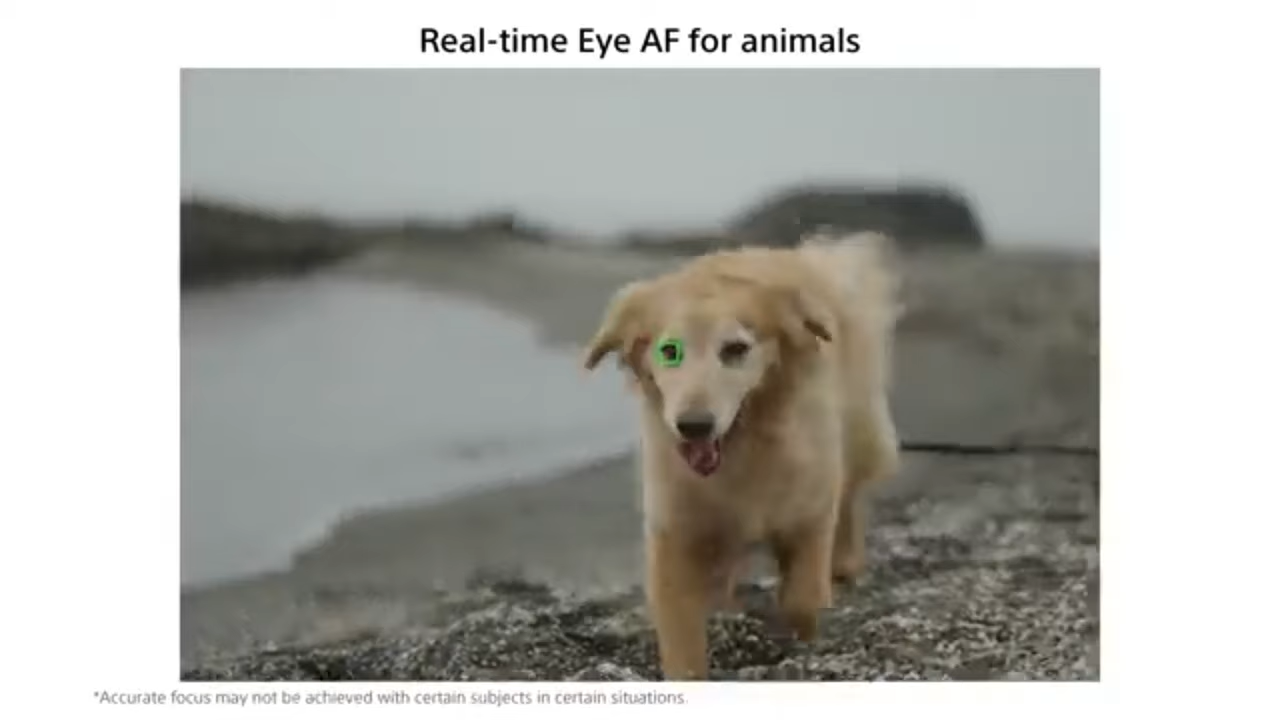 Real-time Eye AF for animals
*Accurate focus may not be achieved with certain subjects in certain situations.